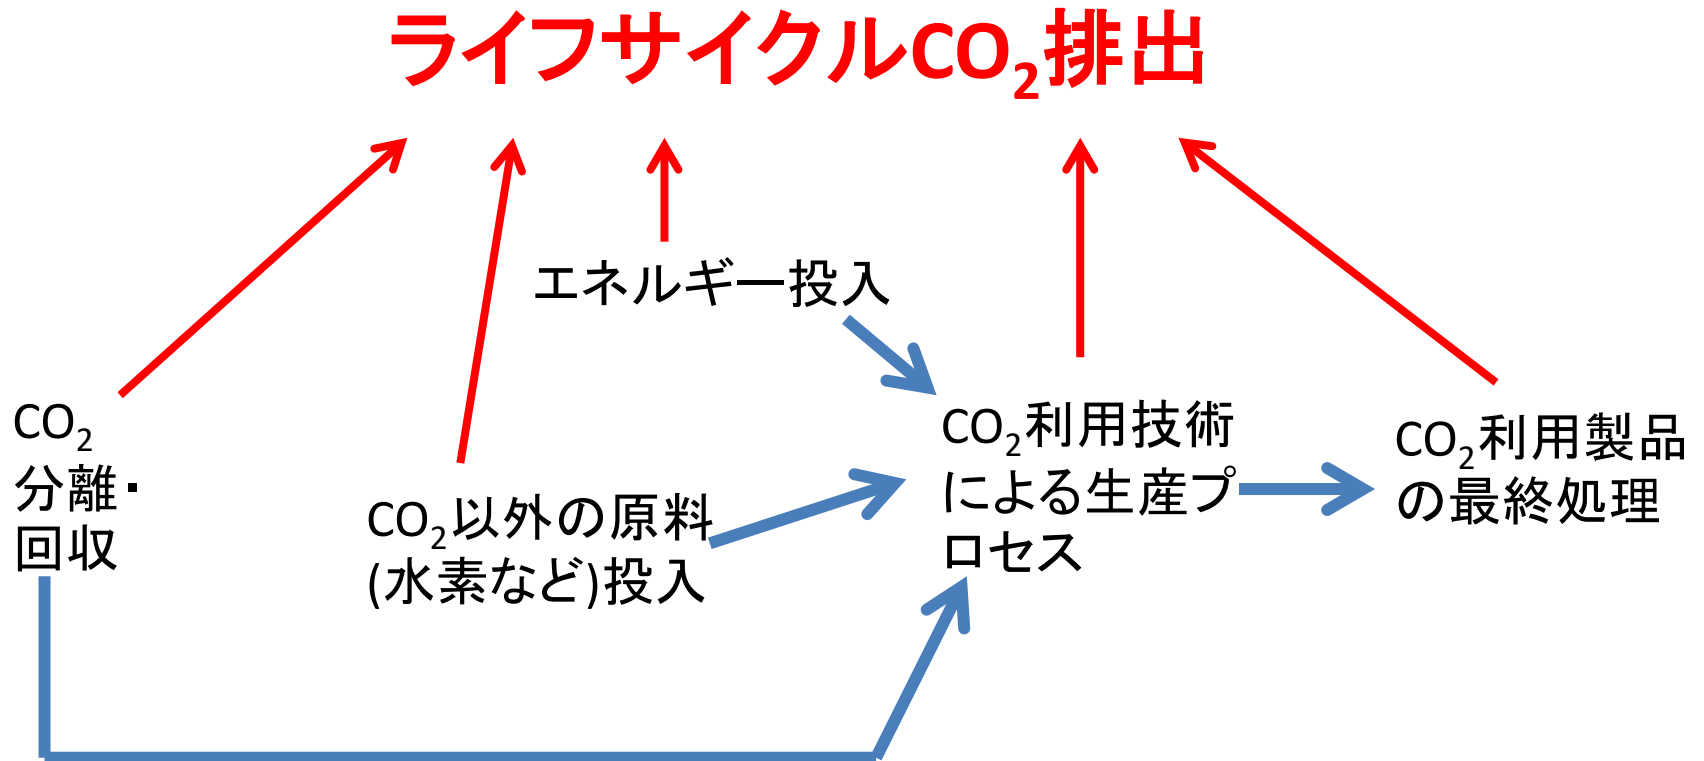 ライフサイクルCO₂排出
エネルギー投入
CO₂
分離・
回収
CO₂以外の原料
(水素など)投入
CO₂利用技術
による生産プ
ロセス
CO₂利用製品
の最終処理